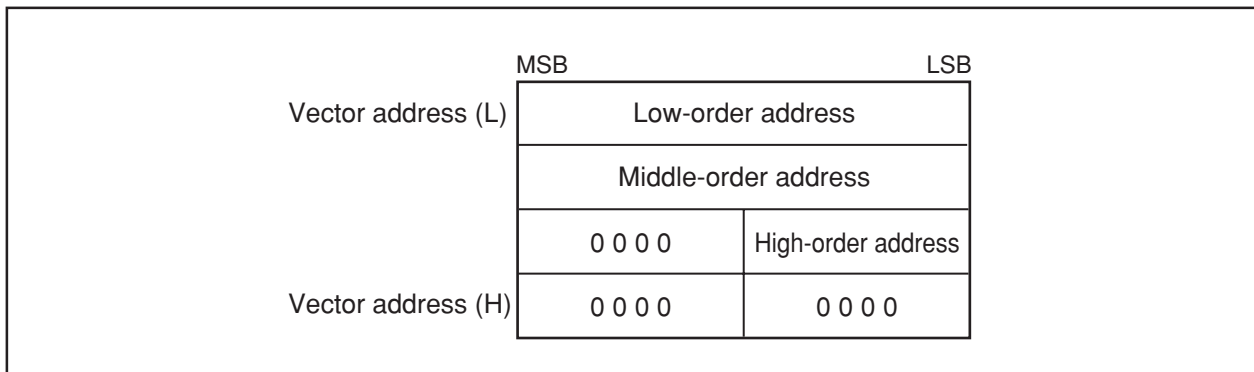 MSB LSB
Vector address (L) Low-order address
Middle-order address
0 0 0 0 High-order address
Vector address (H) 0 0 0 0 0 0 0 0